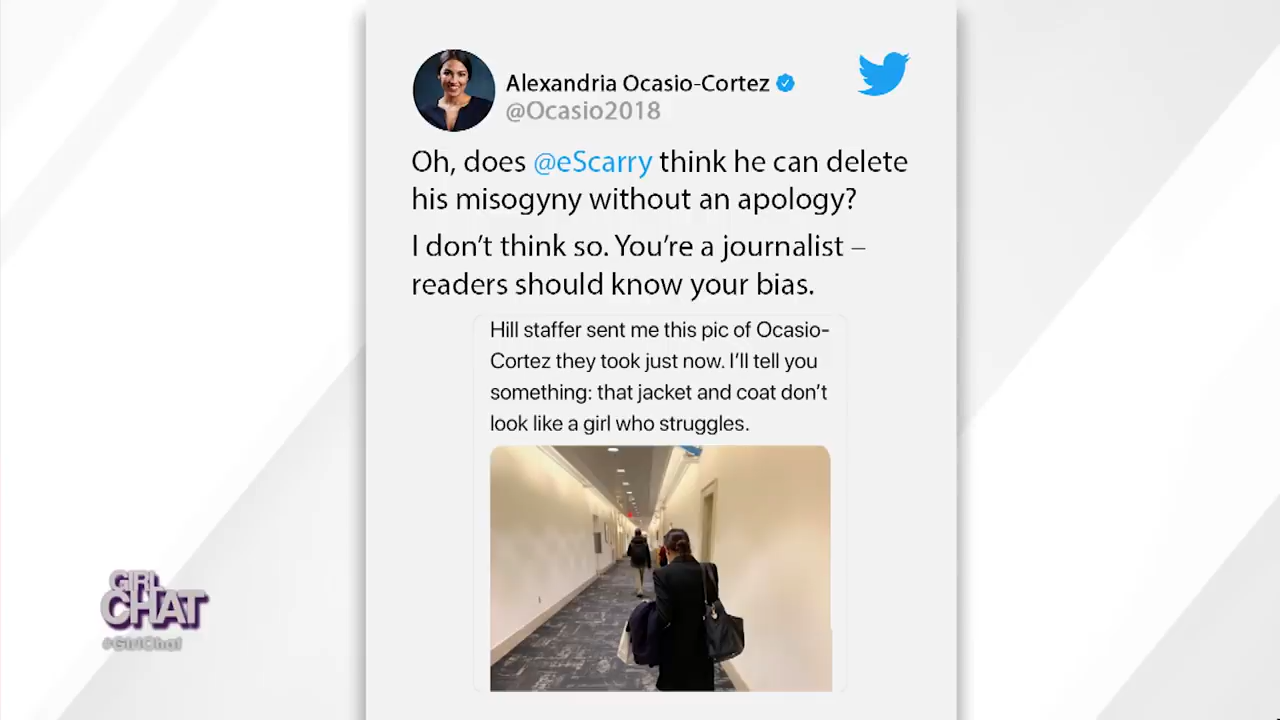 Alexandria Ocasio-Cortez
@Ocasio2018
Oh, does @eScarry think he can delete
his misogyny without an apology?
I don't think so. You're a journalist –
readers should know your bias.
Hill staffer sent me this pic of Ocasio-
Cortez they took just now. I'll tell you
something: that jacket and coat don't
look like a girl who struggles.
GIRL
CHAT
#GirlChat